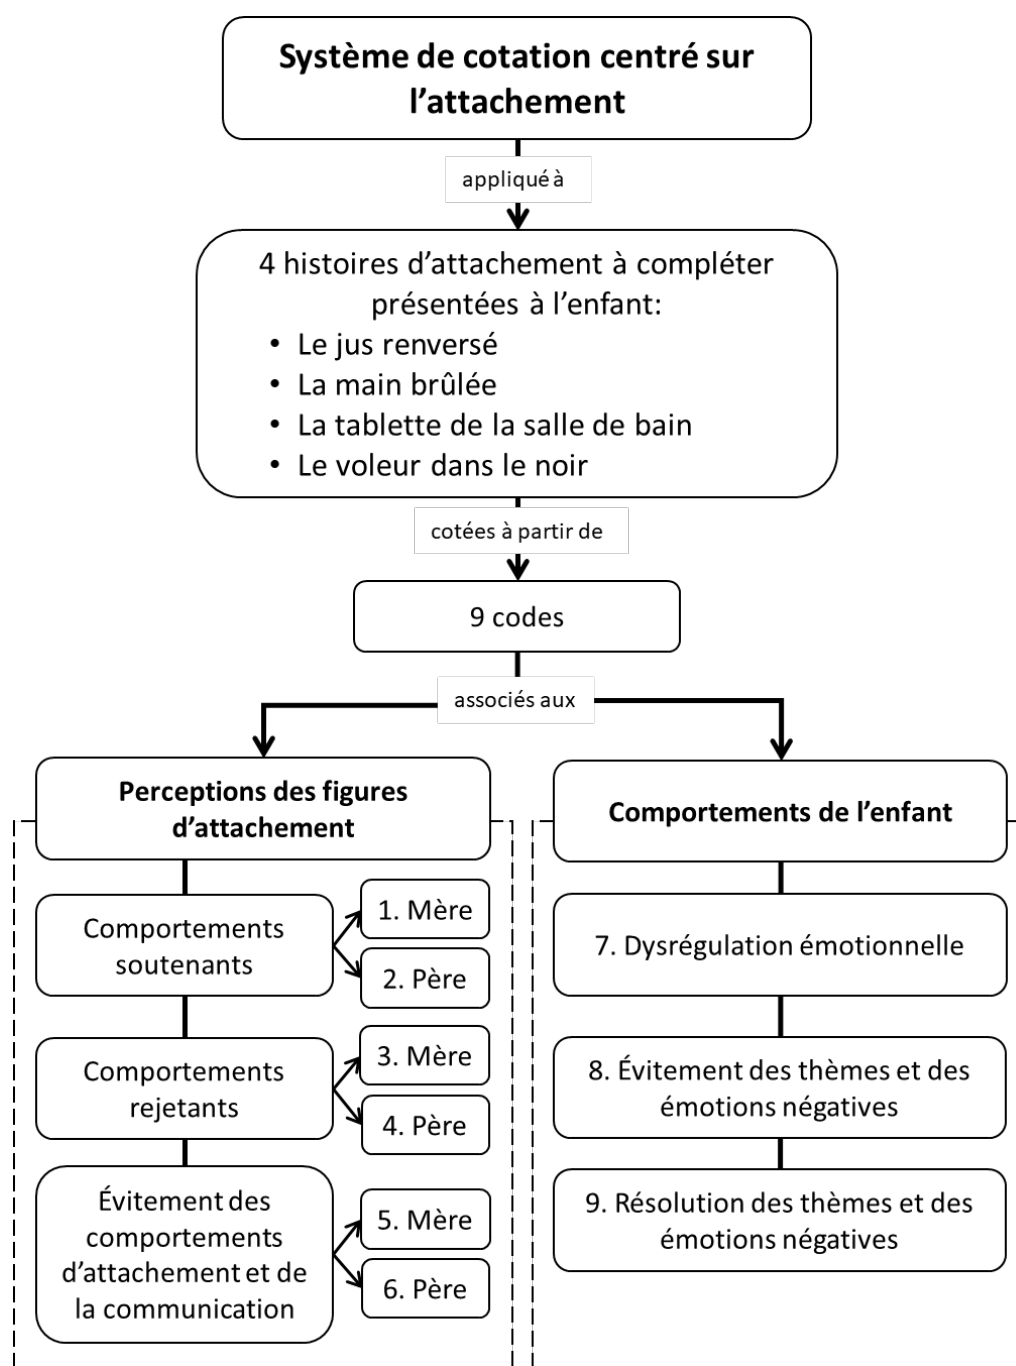 Système de cotation centré sur
l’attachement
appliqué à
4 histoires d’attachement à compléter
présentées à l’enfant:
• Le jus renversé
• La main brûlée
• La tablette de la salle de bain
• Le voleur dans le noir
cotées à partir de
9 codes
associés aux
Perceptions des figures
d’attachement
Comportements
soutenants
1. Mère
2. Père
Comportements
rejetants
3. Mère
4. Père
Évitement des
comportements
d’attachement et de
la communication
5. Mère
6. Père
Comportements de l’enfant
7. Dysrégulation émotionnelle
8. Évitement des thèmes et des
émotions négatives
9. Résolution des thèmes et des
émotions négatives